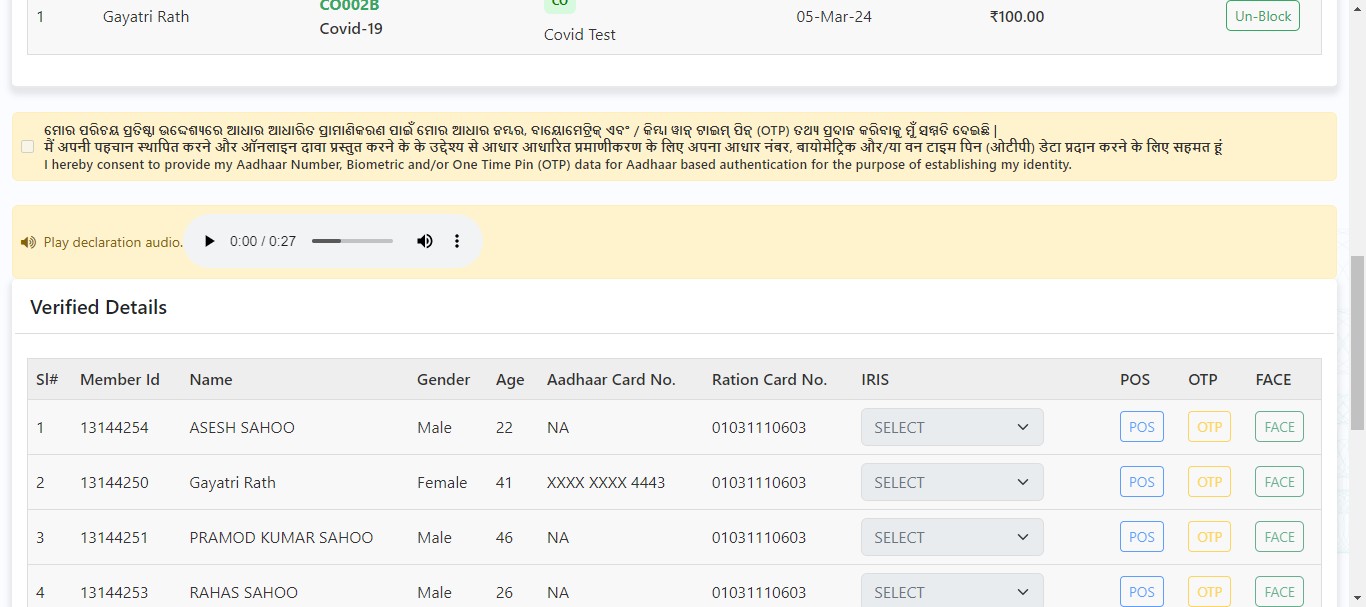 CO002B CO
1 Gayatri Rath Covid-19 Covid Test 05-Mar-24 ₹100.00 Un-Block
ମୋର ପରିଚୟ ପ୍ରତିଷ୍ଠା ଉଦ୍ଦେଶ୍ୟରେ ଆଧାର ଆଧାରିତ ପ୍ରାମାଣିକରଣ ପାଇଁ ମୋର ଆଧାର ନମ୍ବର, ବାୟୋମେଟ୍ରିକ୍ ଏବଂ / କିମ୍ବା ୱାନ୍ ଟାଇମ୍ ପିନ୍ (OTP) ତଥ୍ୟ ପ୍ରଦାନ କରିବାକୁ ମୁଁ ସମ୍ମତି ଦେଇଛି |
मैं अपनी पहचान स्थापित करने और ऑनलाइन दावा प्रस्तुत करने के के उद्देश्य से आधार आधारित प्रमाणीकरण के लिए अपना आधार नंबर, बायोमेट्रिक और/या वन टाइम पिन (ओटीपी) डेटा प्रदान करने के लिए सहमत हूं
I hereby consent to provide my Aadhaar Number, Biometric and/or One Time Pin (OTP) data for Aadhaar based authentication for the purpose of establishing my identity.
Play declaration audio. 0:00 / 0:27
Verified Details
Sl# Member Id Name Gender Age Aadhaar Card No. Ration Card No. IRIS POS OTP FACE
1 13144254 ASESH SAHOO Male 22 NA 01031110603 SELECT POS OTP FACE
2 13144250 Gayatri Rath Female 41 XXXX XXXX 4443 01031110603 SELECT POS OTP FACE
3 13144251 PRAMOD KUMAR SAHOO Male 46 NA 01031110603 SELECT POS OTP FACE
4 13144253 RAHAS SAHOO Male 26 NA 01031110603 SELECT POS OTP FACE